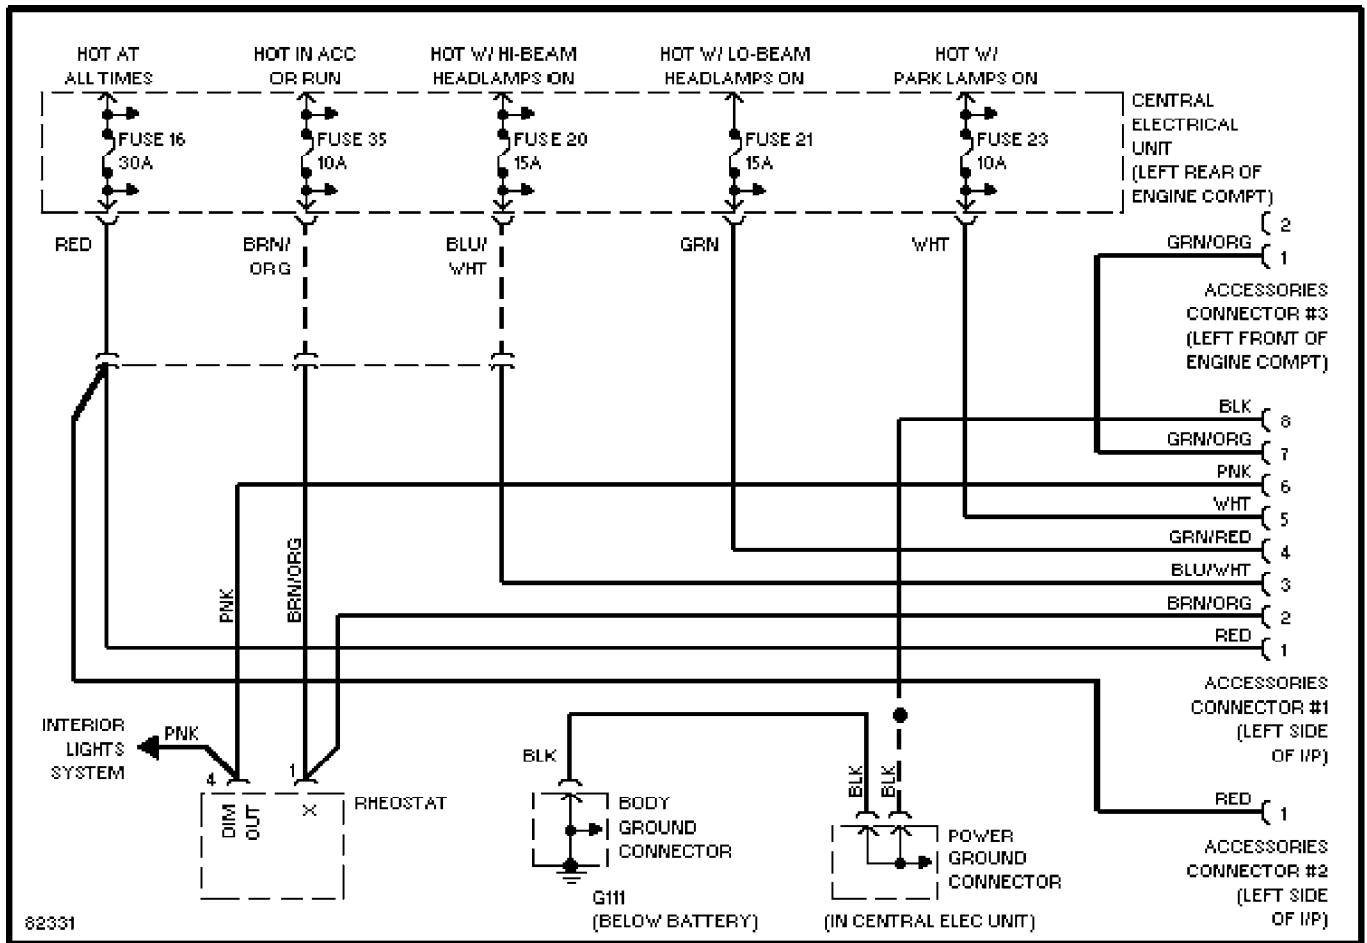 HOT AT
ALL TIMES
HOT IN ACC
OR RUN
HOT W/ HI-BEAM
HEADLAMPS ON
HOT W/ LO-BEAM
HEADLAMPS ON
HOT W/
PARK LAMPS ON
FUSE 16
30A
FUSE 35
10A
FUSE 20
15A
FUSE 21
15A
FUSE 23
10A
CENTRAL
ELECTRICAL
UNIT
(LEFT REAR OF
ENGINE COMPT)
RED
BRN/
ORG
BLU/
WHT
GRN
WHT
2
GRN/ORG
1
ACCESSORIES
CONNECTOR #3
(LEFT FRONT OF
ENGINE COMPT)
BLK
8
GRN/ORG
7
PNK
6
WHT
5
GRN/RED
4
BLU/WHT
3
BRN/ORG
2
RED
1
ACCESSORIES
CONNECTOR #1
(LEFT SIDE
OF I/P)
PNK
BRN/ORG
INTERIOR
LIGHTS
SYSTEM
PNK
4
1
DIM
OUT
X
RHEOSTAT
BLK
BODY
GROUND
CONNECTOR
G111
(BELOW BATTERY)
BLK
BLK
POWER
GROUND
CONNECTOR
(IN CENTRAL ELEC UNIT)
RED
1
ACCESSORIES
CONNECTOR #2
(LEFT SIDE
OF I/P)
82331